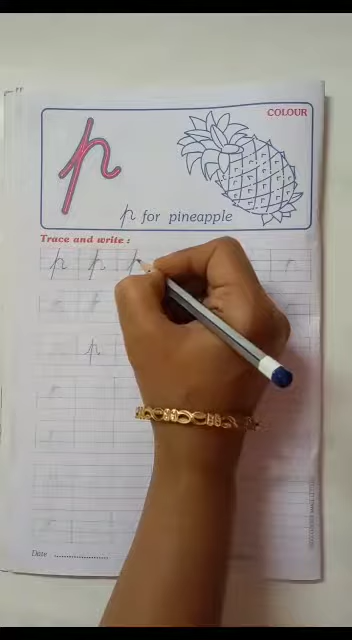 COLOUR
p
p for pineapple
Trace and write :
p p p
p
Date :